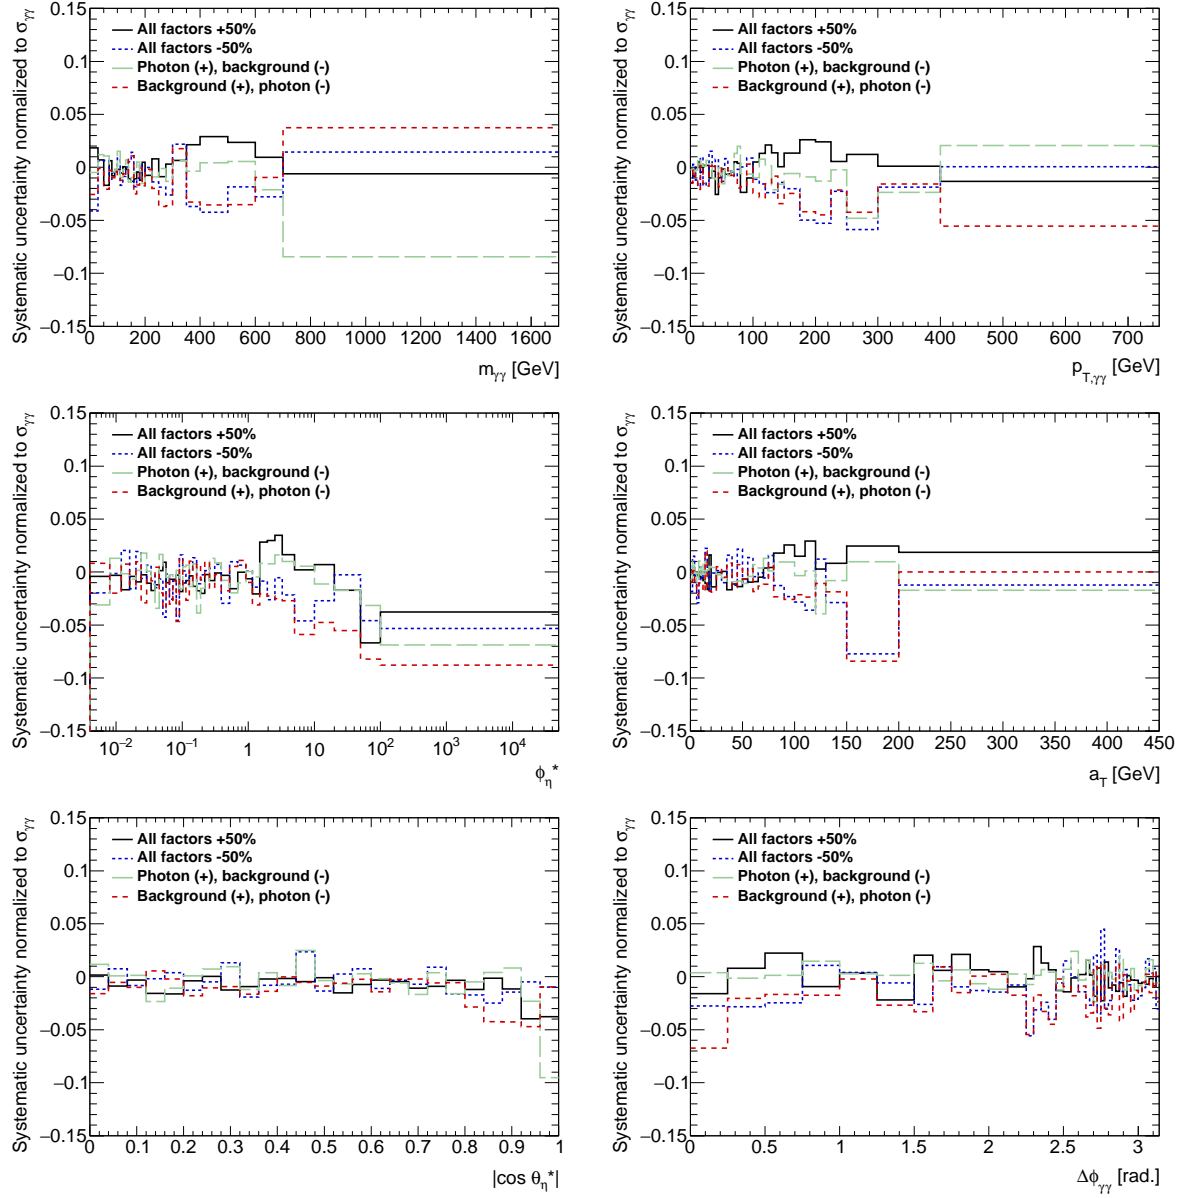 Systematic uncertainty normalized to σγγ
0.15
0.1
0.05
0
−0.05
−0.1
−0.15
All factors +50%
All factors -50%
Photon (+), background (-)
Background (+), photon (-)
0 200 400 600 800 1000 1200 1400 1600
mγγ [GeV]
Systematic uncertainty normalized to σγγ
0.15
0.1
0.05
0
−0.05
−0.1
−0.15
All factors +50%
All factors -50%
Photon (+), background (-)
Background (+), photon (-)
0 100 200 300 400 500 600 700
pT,γγ [GeV]
Systematic uncertainty normalized to σγγ
0.15
0.1
0.05
0
−0.05
−0.1
−0.15
All factors +50%
All factors -50%
Photon (+), background (-)
Background (+), photon (-)
10−2 10−1 1 10 102 103 104
ϕη*
Systematic uncertainty normalized to σγγ
0.15
0.1
0.05
0
−0.05
−0.1
−0.15
All factors +50%
All factors -50%
Photon (+), background (-)
Background (+), photon (-)
0 50 100 150 200 250 300 350 400 450
aT [GeV]
Systematic uncertainty normalized to σγγ
0.15
0.1
0.05
0
−0.05
−0.1
−0.15
All factors +50%
All factors -50%
Photon (+), background (-)
Background (+), photon (-)
0 0.1 0.2 0.3 0.4 0.5 0.6 0.7 0.8 0.9 1
|cos θη*|
Systematic uncertainty normalized to σγγ
0.15
0.1
0.05
0
−0.05
−0.1
−0.15
All factors +50%
All factors -50%
Photon (+), background (-)
Background (+), photon (-)
0 0.5 1 1.5 2 2.5 3
Δϕγγ [rad.]